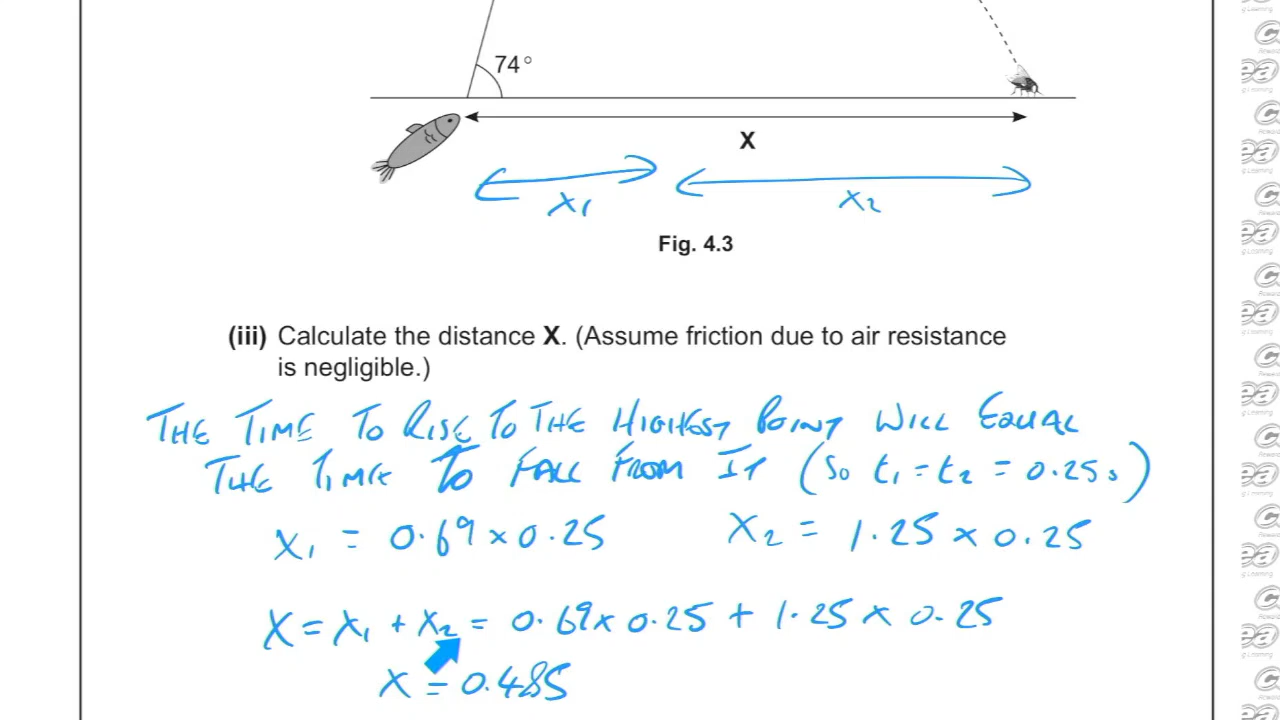 74°
X
X1 X2
Fig. 4.3
(iii) Calculate the distance X. (Assume friction due to air resistance
is negligible.)
THE TIME TO RISE TO THE HIGHEST POINT WILL EQUAL
THE TIME TO FALL FROM IT (SO t1 = t2 = 0.25s)
X1 = 0.69 x 0.25 X2 = 1.25 x 0.25
X = X1 + X2 = 0.69 x 0.25 + 1.25 x 0.25
X = 0.485